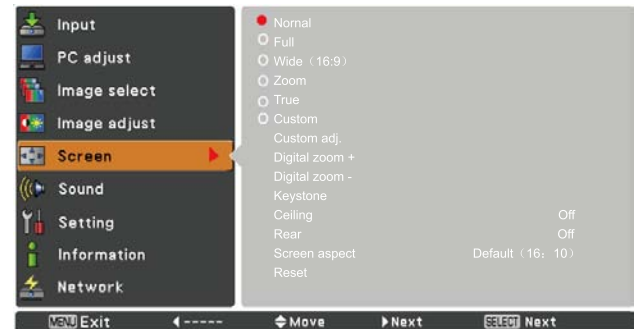 Input
PC adjust
Image select
Image adjust
Screen
Sound
Setting
Information
Network
Normal
Full
Wide（16:9）
Zoom
True
Custom
Custom adj.
Digital zoom +
Digital zoom -
Keystone
Ceiling Off
Rear Off
Screen aspect Default（16：10）
Reset
MENU Exit ----- Move Next SELECT Next